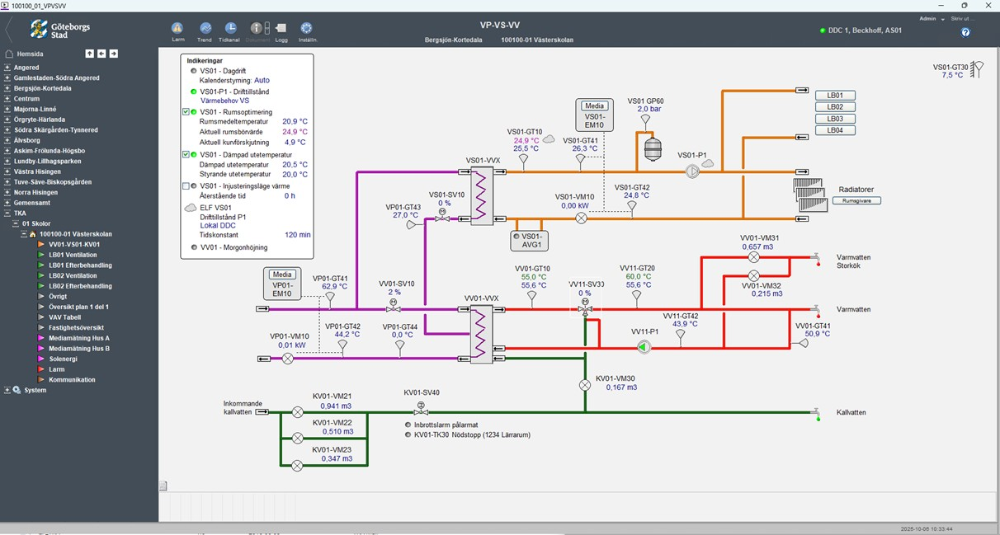 100100_01_VPVSVV
Göteborgs
Stad
Larm
Trend
Tidkanal
Dokument
Logg
Inställn.
VP-VS-VV
Bergsjön-Kortedala
100100-01 Västerskolan
Admin
Skriv ut ...
DDC 1, Beckhoff, AS01
Hemsida
Angered
Gamlestaden-Södra Angered
Bergsjön-Kortedala
Centrum
Majorna-Linné
Örgryte-Härlanda
Södra Skärgården-Tynnered
Älvsborg
Askim-Frölunda-Högsbo
Lundby-Lillhagsparken
Västra Hisingen
Tuve-Säve-Biskopsgården
Norra Hisingen
Gemensamt
TKA
01 Skolor
100100-01 Västerskolan
VV01-VS01-KV01
LB01 Ventilation
LB01 Efterbehandling
LB02 Ventilation
LB02 Efterbehandling
Övrigt
Översikt plan 1 del 1
VAV Tabell
Fastighetsöversikt
Mediamätning Hus A
Mediamätning Hus B
Solenergi
Larm
Kommunikation
System
Indikeringar
VS01 - Dagdrift
Kalenderstyrning: Auto
VS01-P1 - Drifttillstånd
Värmebehov VS
VS01 - Rumsoptimering
Rumsmedeltemperatur 20,9 °C
Aktuell rumsbörvärde 24,9 °C
Aktuell kurvförskjutning 4,9 °C
VS01 - Dämpad utetemperatur
Dämpad utetemperatur 20,5 °C
Styrande utetemperatur 20,0 °C
VS01 - Injusteringsläge värme
Återstående tid 0 h
ELF VS01
Drifttillstånd P1
Lokal DDC
Tidskonstant 120 min
VV01 - Morgonhöjning
VS01-GT30
7,5 °C
Media
VS01-
EM10
VS01 GP60
2,0 bar
LB01
LB02
LB03
LB04
VS01-GT10
24,9 °C
25,5 °C
VS01-GT41
26,3 °C
VS01-P1
VS01-VVX
VS01-SV10
0 %
VP01-GT43
27,0 °C
VS01-VM10
0,00 kW
VS01-GT42
24,8 °C
Radiatorer
Rumsgivare
VS01-
AVG1
Media
VP01-
EM10
VP01-GT41
62,9 °C
VV01-SV10
2 %
VV01-VVX
VV01-GT10
55,0 °C
55,6 °C
VV11-SV30
0 %
VV11-GT20
60,0 °C
55,6 °C
VV01-VM31
0,657 m3
Varmvatten
Storkök
VV01-VM32
0,215 m3
Varmvatten
VP01-VM10
0,01 kW
VP01-GT42
44,2 °C
VP01-GT44
0,0 °C
VV11-P1
VV11-GT42
43,9 °C
VV01-GT41
50,9 °C
KV01-VM30
0,167 m3
Inkommande
kallvatten
KV01-VM21
0,941 m3
KV01-VM22
0,510 m3
KV01-VM23
0,347 m3
KV01-SV40
Inbrottslarm pålarmat
KV01-TK30 Nödstopp (1234 Lärrarum)
Kallvatten
2025-10-06 10:33:44